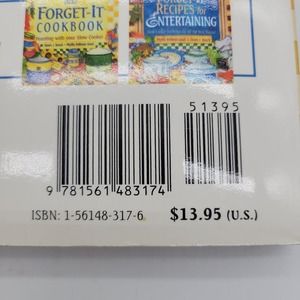 FORGET-IT
COOKBOOK
RECIPES for
ENTERTAINING
51395
9 781561 483174
ISBN: 1-56148-317-6
$13.95 (U.S.)